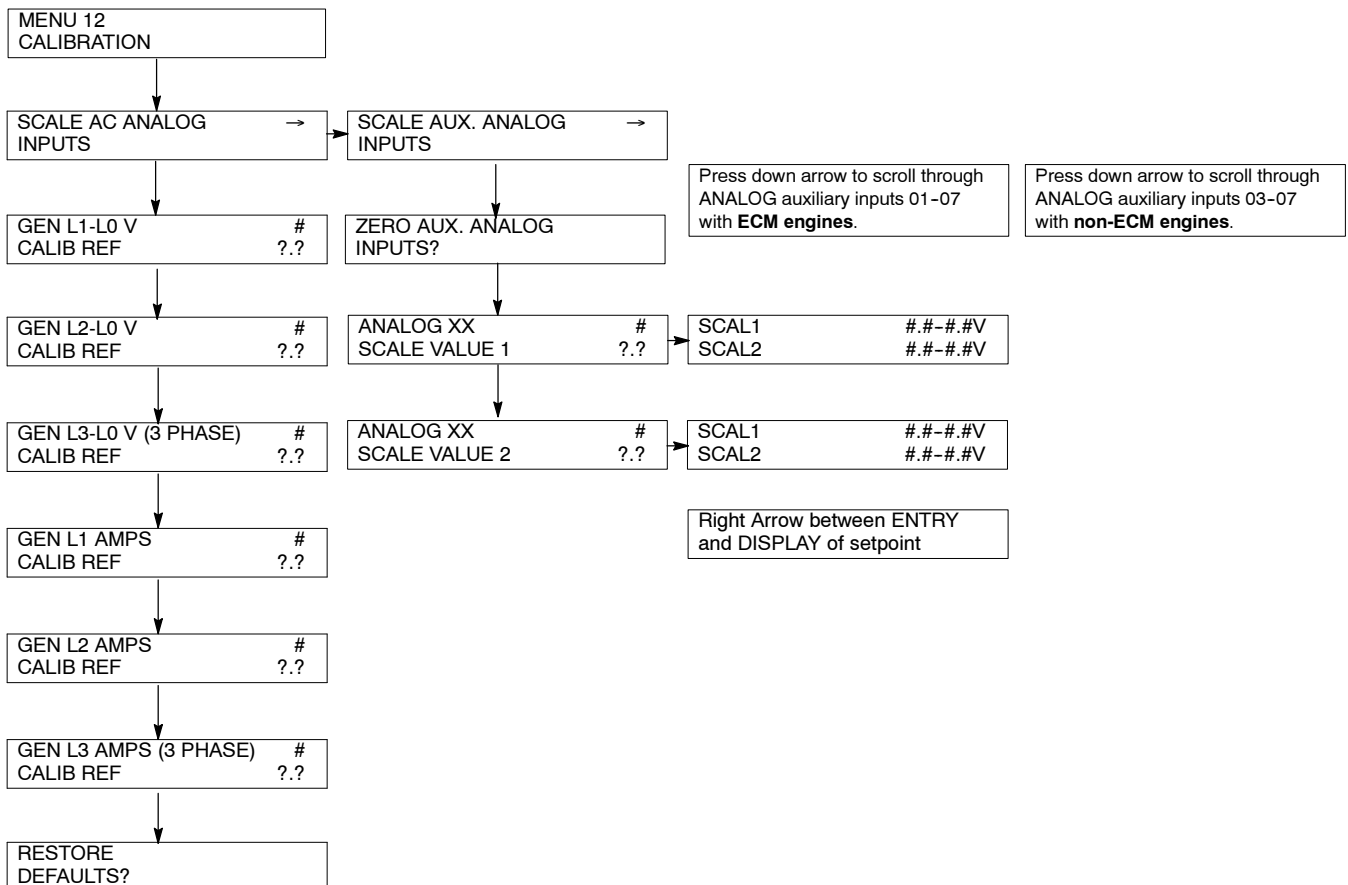 MENU 12
CALIBRATION
SCALE AC ANALOG →
INPUTS
GEN L1-L0 V #
CALIB REF ?.?
GEN L2-L0 V #
CALIB REF ?.?
GEN L3-L0 V (3 PHASE) #
CALIB REF ?.?
GEN L1 AMPS #
CALIB REF ?.?
GEN L2 AMPS #
CALIB REF ?.?
GEN L3 AMPS (3 PHASE) #
CALIB REF ?.?
RESTORE
DEFAULTS?
SCALE AUX. ANALOG →
INPUTS
ZERO AUX. ANALOG
INPUTS?
ANALOG XX #
SCALE VALUE 1 ?.?
SCAL1 #.#-#.#V
SCAL2 #.#-#.#V
ANALOG XX #
SCALE VALUE 2 ?.?
SCAL1 #.#-#.#V
SCAL2 #.#-#.#V
Right Arrow between ENTRY
and DISPLAY of setpoint
Press down arrow to scroll through
ANALOG auxiliary inputs 01-07
with ECM engines.
Press down arrow to scroll through
ANALOG auxiliary inputs 03-07
with non-ECM engines.